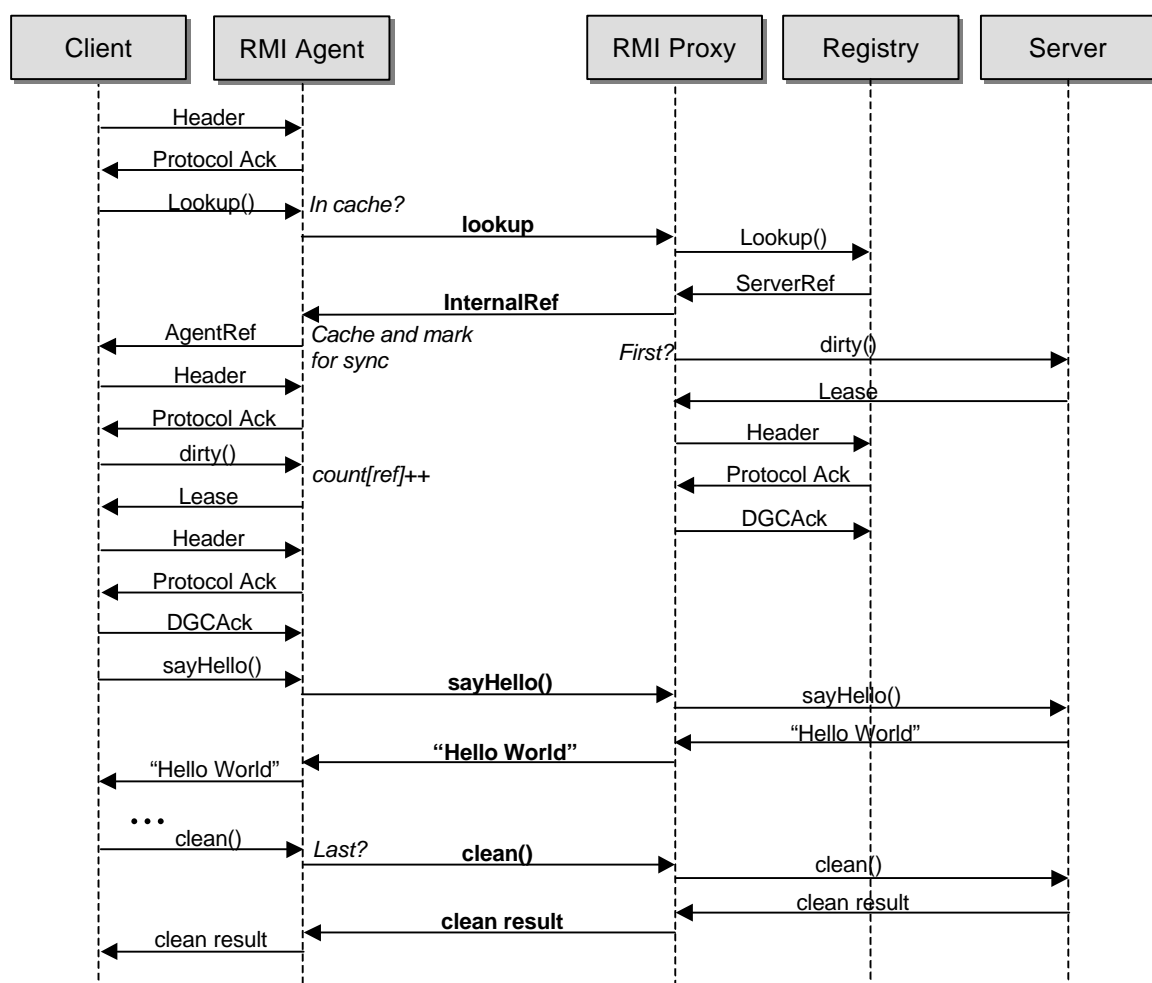 Client
RMI Agent
RMI Proxy
Registry
Server
Header
Protocol Ack
Lookup()
In cache?
lookup
Lookup()
ServerRef
InternalRef
AgentRef
Cache and mark
for sync
First?
dirty()
Header
Lease
Protocol Ack
Header
dirty()
count[ref]++
Protocol Ack
Lease
DGCAck
Header
Protocol Ack
DGCAck
sayHello()
sayHello()
sayHello()
“Hello World”
“Hello World”
“Hello World”
...
clean()
Last?
clean()
clean()
clean result
clean result
clean result